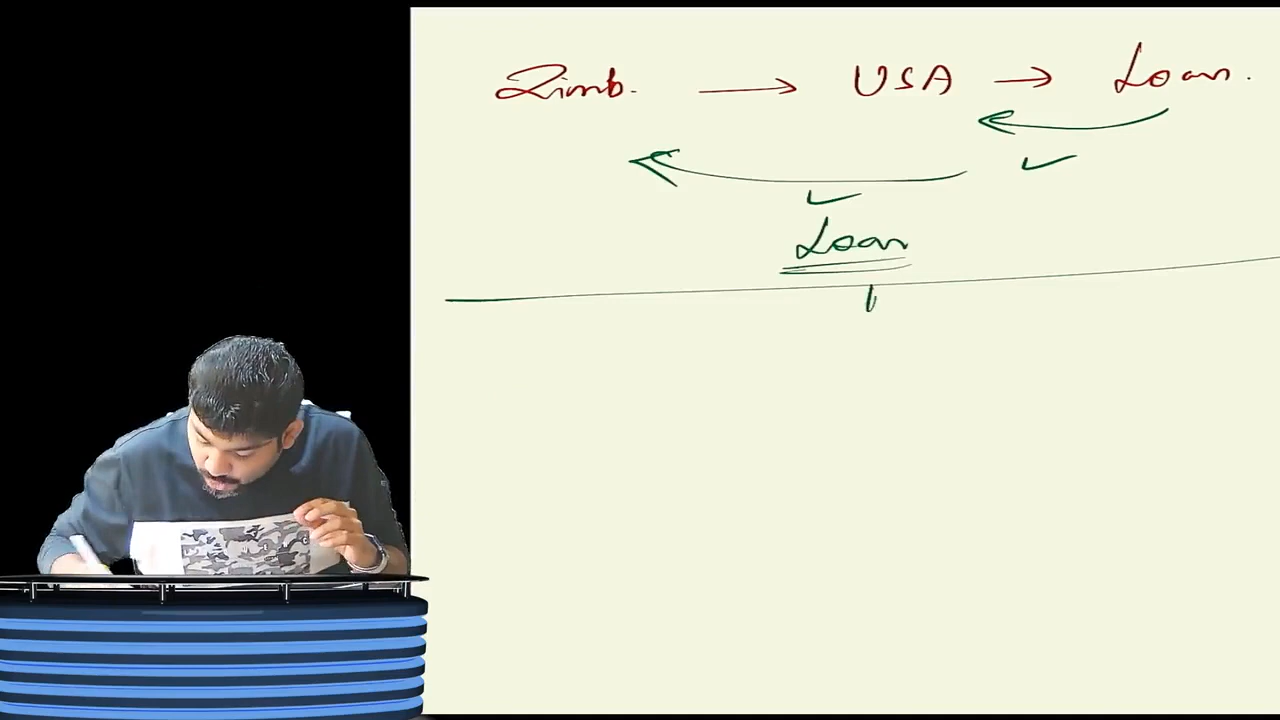 Zimb. → USA → Loan.
Loan